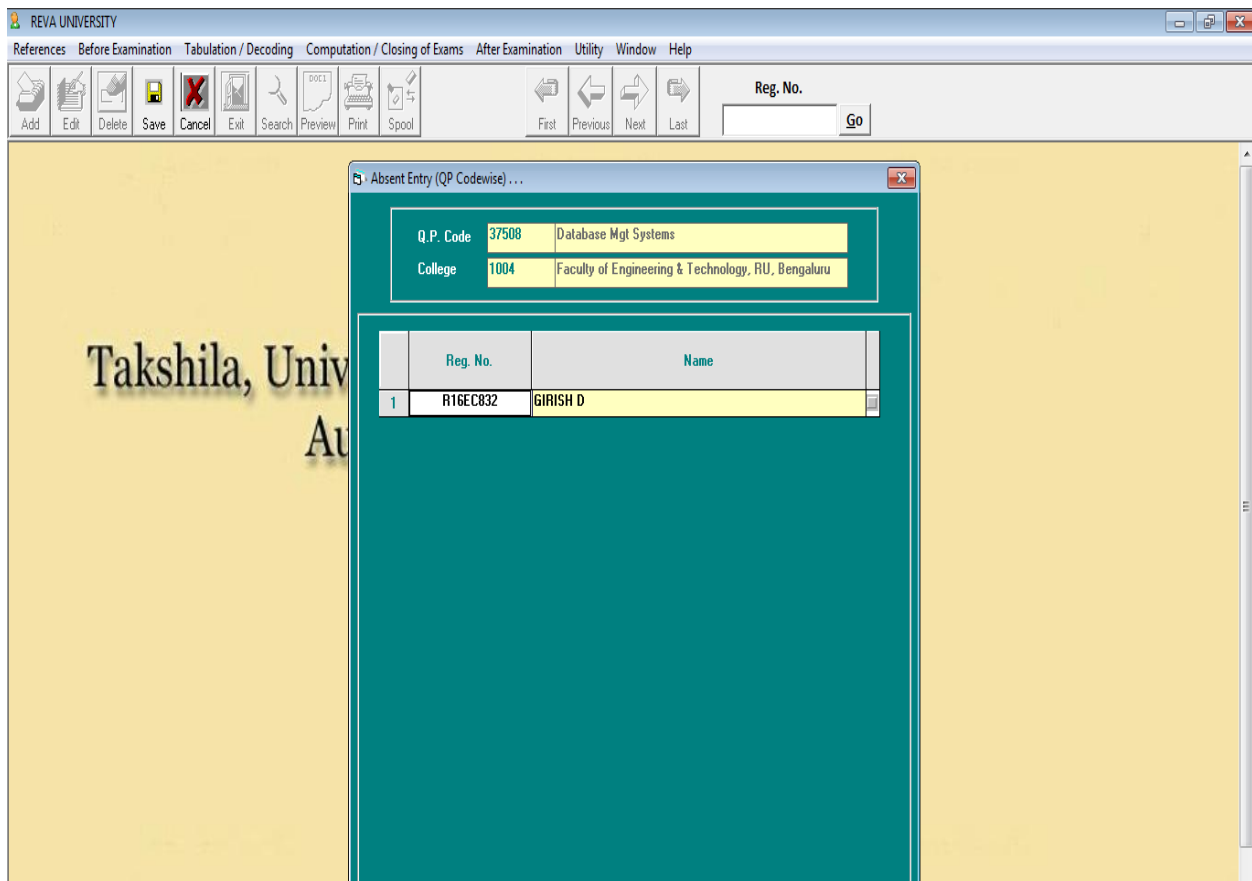 REVA UNIVERSITY
References Before Examination Tabulation / Decoding Computation / Closing of Exams After Examination Utility Window Help
DOC1
Add Edit Delete Save Cancel Exit Search Preview Print Spool First Previous Next Last
Reg. No.
Go
Absent Entry (QP Codewise) . . .
Q.P. Code 37508 Database Mgt Systems
College 1004 Faculty of Engineering & Technology, RU, Bengaluru
Takshila, Univ
Au
Reg. No. Name
1 R16EC832 GIRISH D